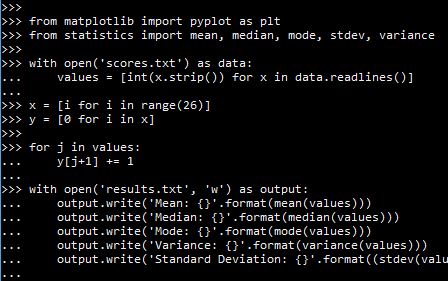 >>>
>>> from matplotlib import pyplot as plt
>>> from statistics import mean, median, mode, stdev, variance
>>>
>>> with open('scores.txt') as data:
...     values = [int(x.strip()) for x in data.readlines()]
...
>>> x = [i for i in range(26)]
>>> y = [0 for i in x]
>>>
>>> for j in values:
...     y[j+1] += 1
...
>>> with open('results.txt', 'w') as output:
...     output.write('Mean: {}'.format(mean(values)))
...     output.write('Median: {}'.format(median(values)))
...     output.write('Mode: {}'.format(mode(values)))
...     output.write('Variance: {}'.format(variance(values)))
...     output.write('Standard Deviation: {}'.format((stdev(valu
...